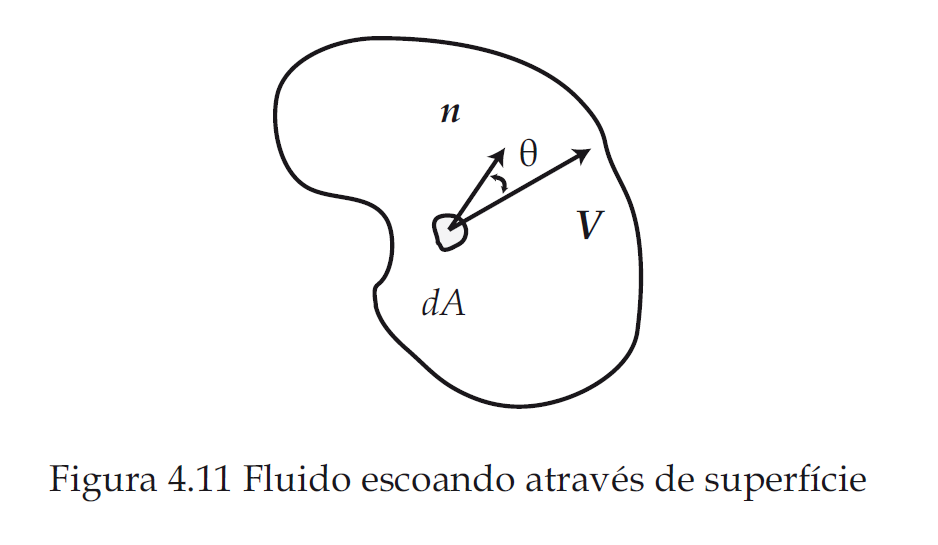 n
θ
V
dA
Figura 4.11 Fluido escoando através de superfície